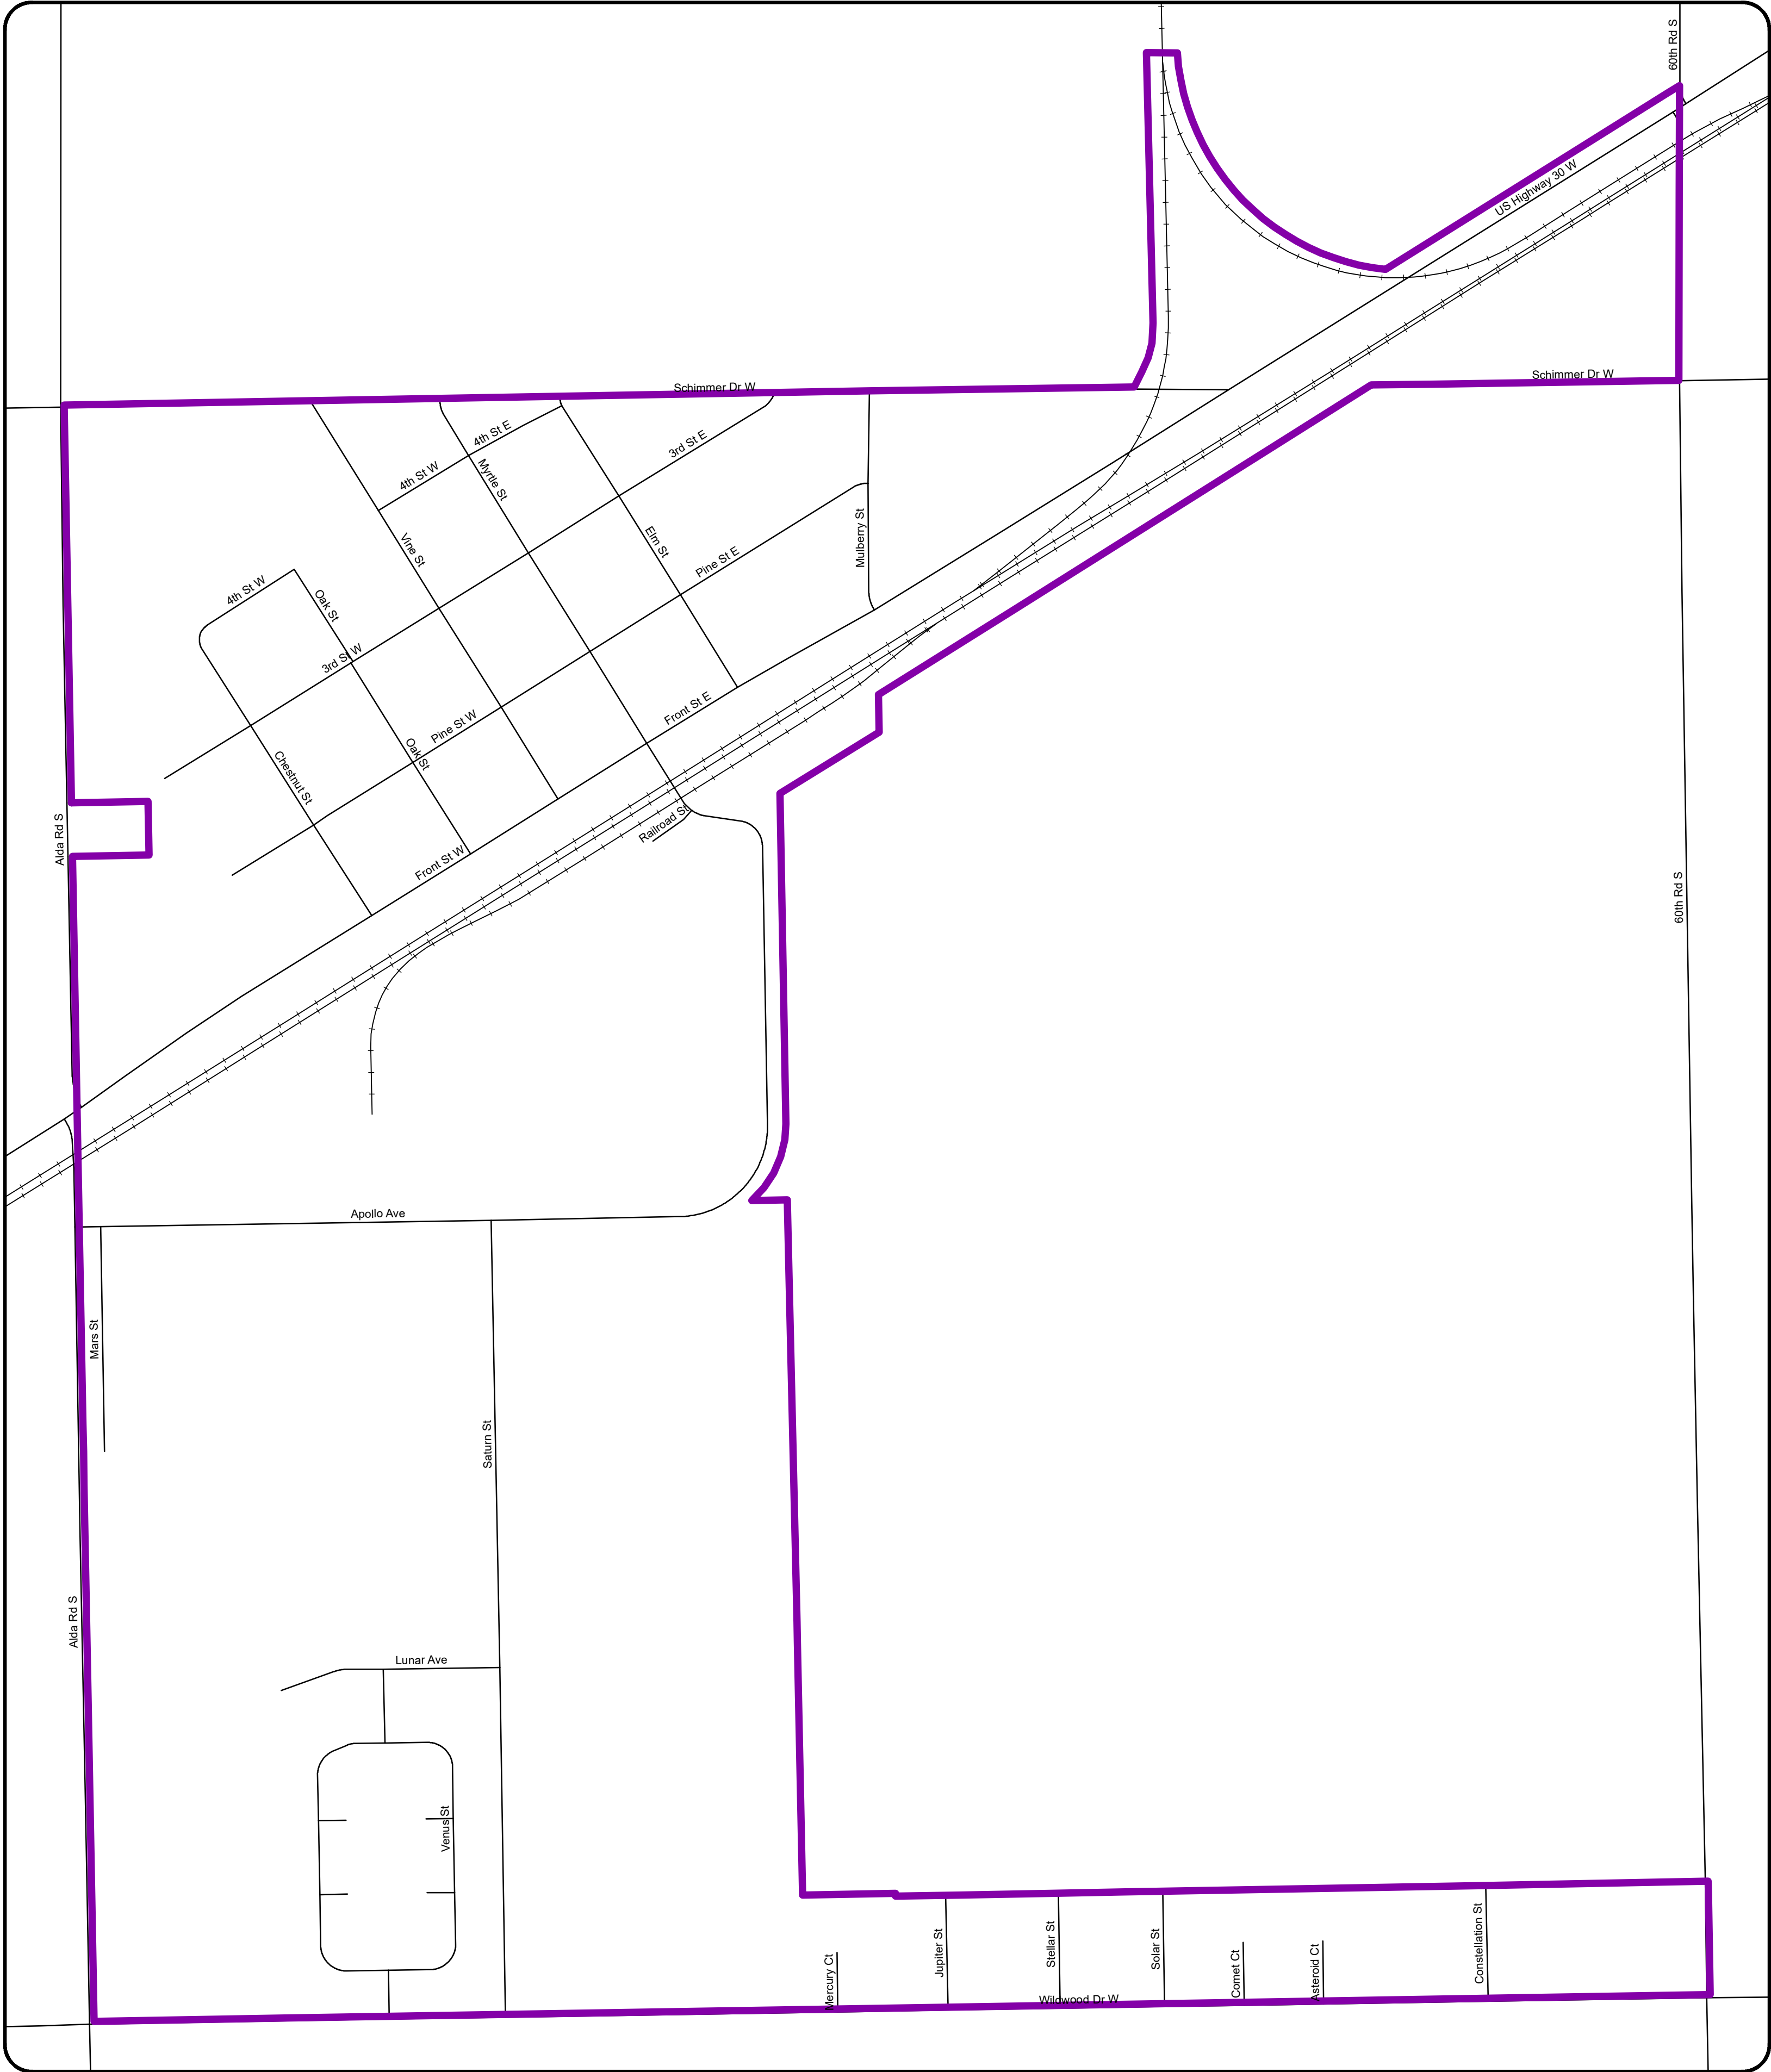 60th Rd S
US Highway 30 W
Schimmer Dr W
Schimmer Dr W
4th St E
3rd St E
4th St W
Myrtle St
Mulberry St
Elm St
Vine St
Pine St E
4th St W
Oak St
3rd St W
Front St E
Pine St W
Oak St
Chestnut St
Railroad St
Alda Rd S
Front St W
60th Rd S
Apollo Ave
Mars St
Saturn St
Alda Rd S
Lunar Ave
Venus St
Constellation St
Jupiter St
Stellar St
Solar St
Comet Ct
Asteroid Ct
Mercury Ct
Wildwood Dr W